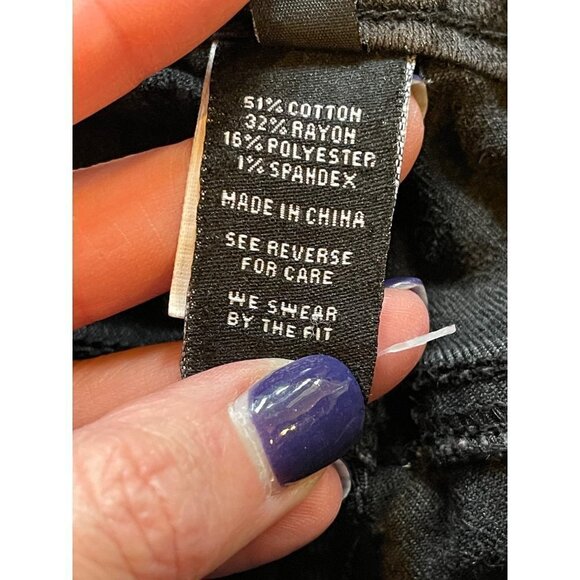 51% COTTON
32% RAYON
16% POLYESTER
1% SPANDEX
MADE IN CHINA
SEE REVERSE
FOR CARE
WE SWEAR
BY THE FIT